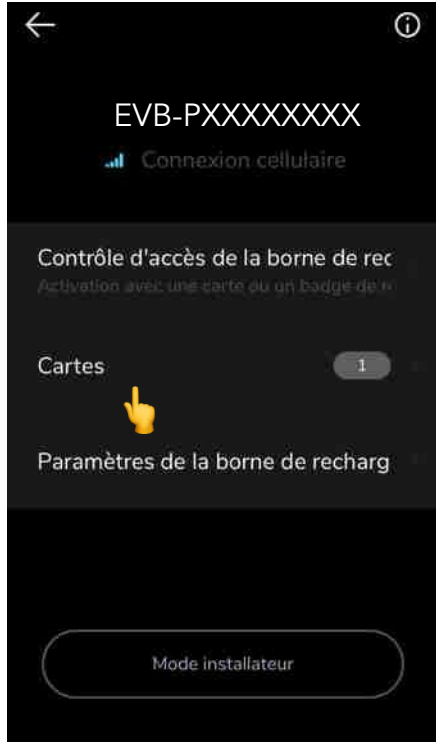 EVB-PXXXXXXXX
Connexion cellulaire
Contrôle d'accès de la borne de rec
Activation avec une carte ou un badge de r
Cartes
1
Paramètres de la borne de recharg
Mode installateur